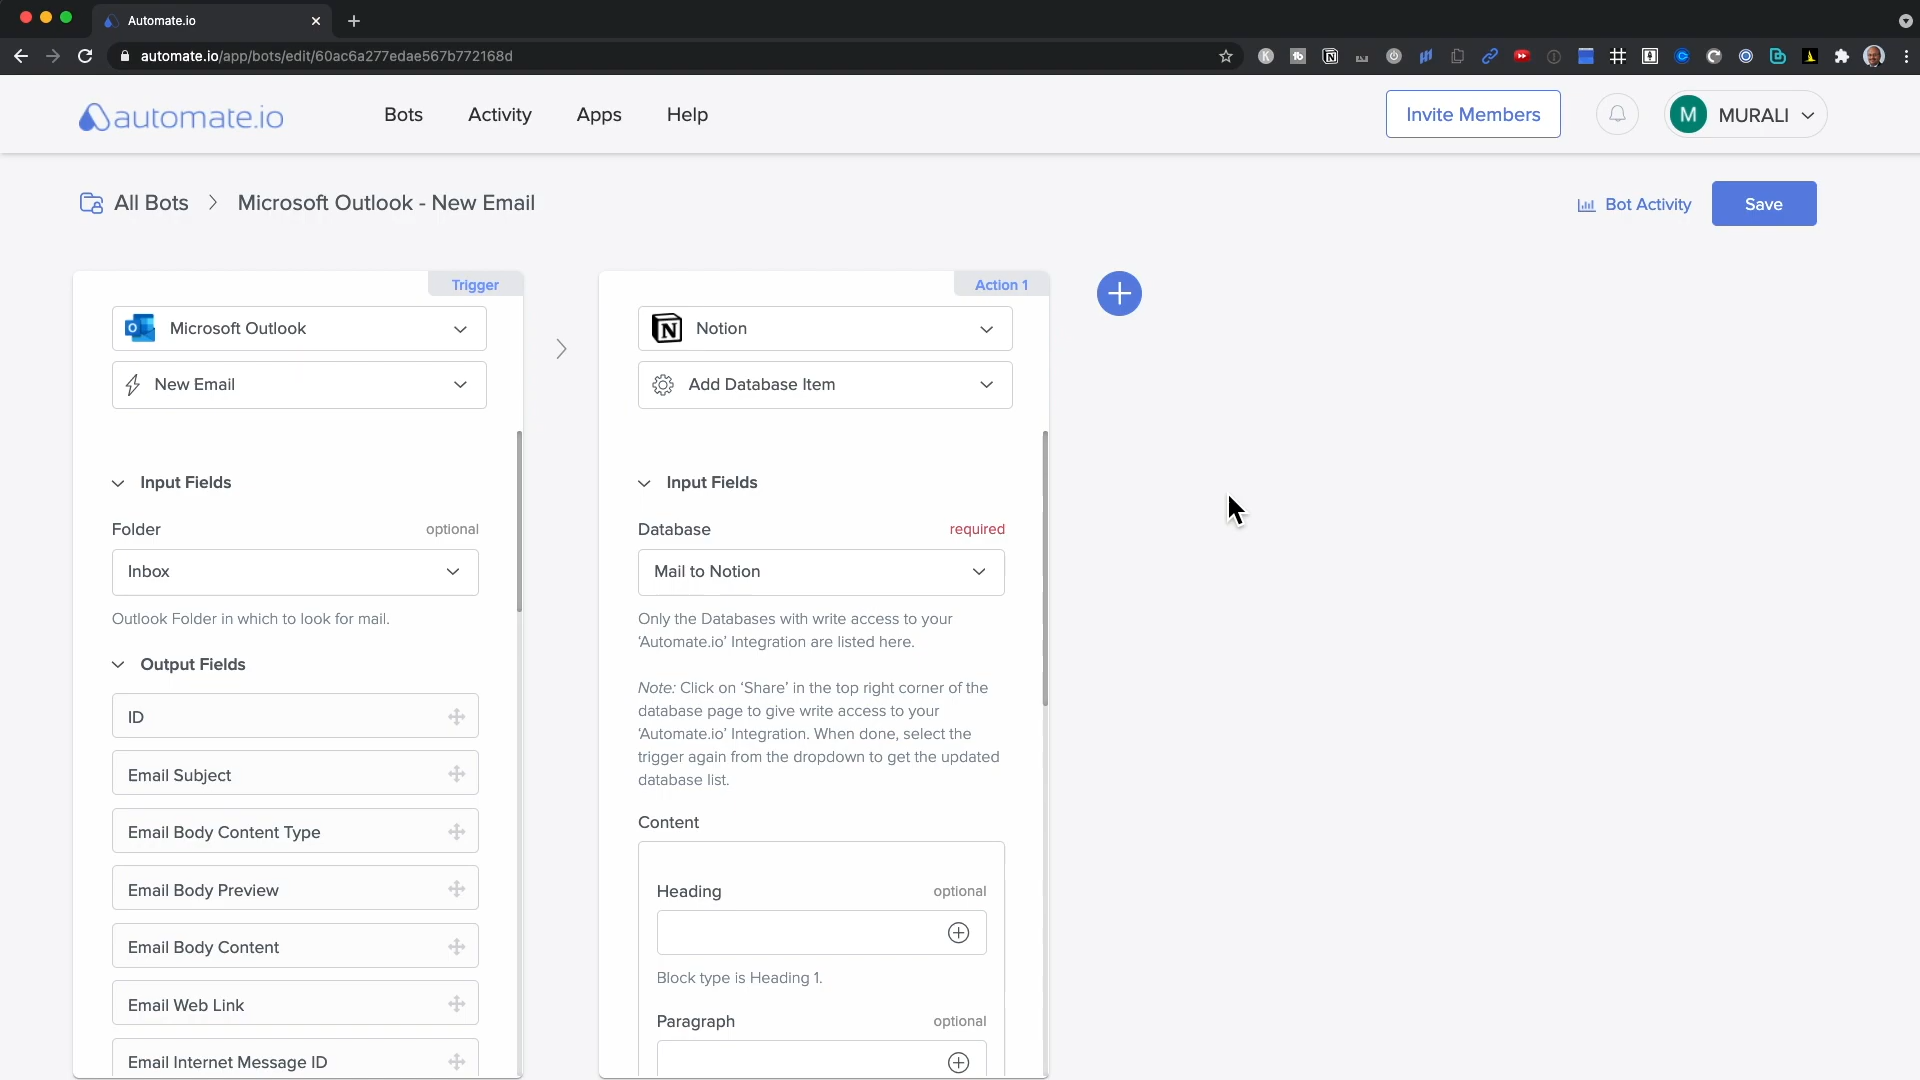 Automate.io
automate.io/app/bots/edit/60ac6a277edae567b772168d
automate.io
Bots
Activity
Apps
Help
Invite Members
M
MURALI
All Bots
Microsoft Outlook - New Email
Bot Activity
Save
Trigger
Microsoft Outlook
New Email
Input Fields
Folder
optional
Inbox
Outlook Folder in which to look for mail.
Output Fields
ID
Email Subject
Email Body Content Type
Email Body Preview
Email Body Content
Email Web Link
Email Internet Message ID
Action 1
Notion
Add Database Item
Input Fields
Database
required
Mail to Notion
Only the Databases with write access to your
‘Automate.io’ Integration are listed here.
Note: Click on ‘Share’ in the top right corner of the
database page to give write access to your
‘Automate.io’ Integration. When done, select the
trigger again from the dropdown to get the updated
database list.
Content
Heading
optional
Block type is Heading 1.
Paragraph
optional